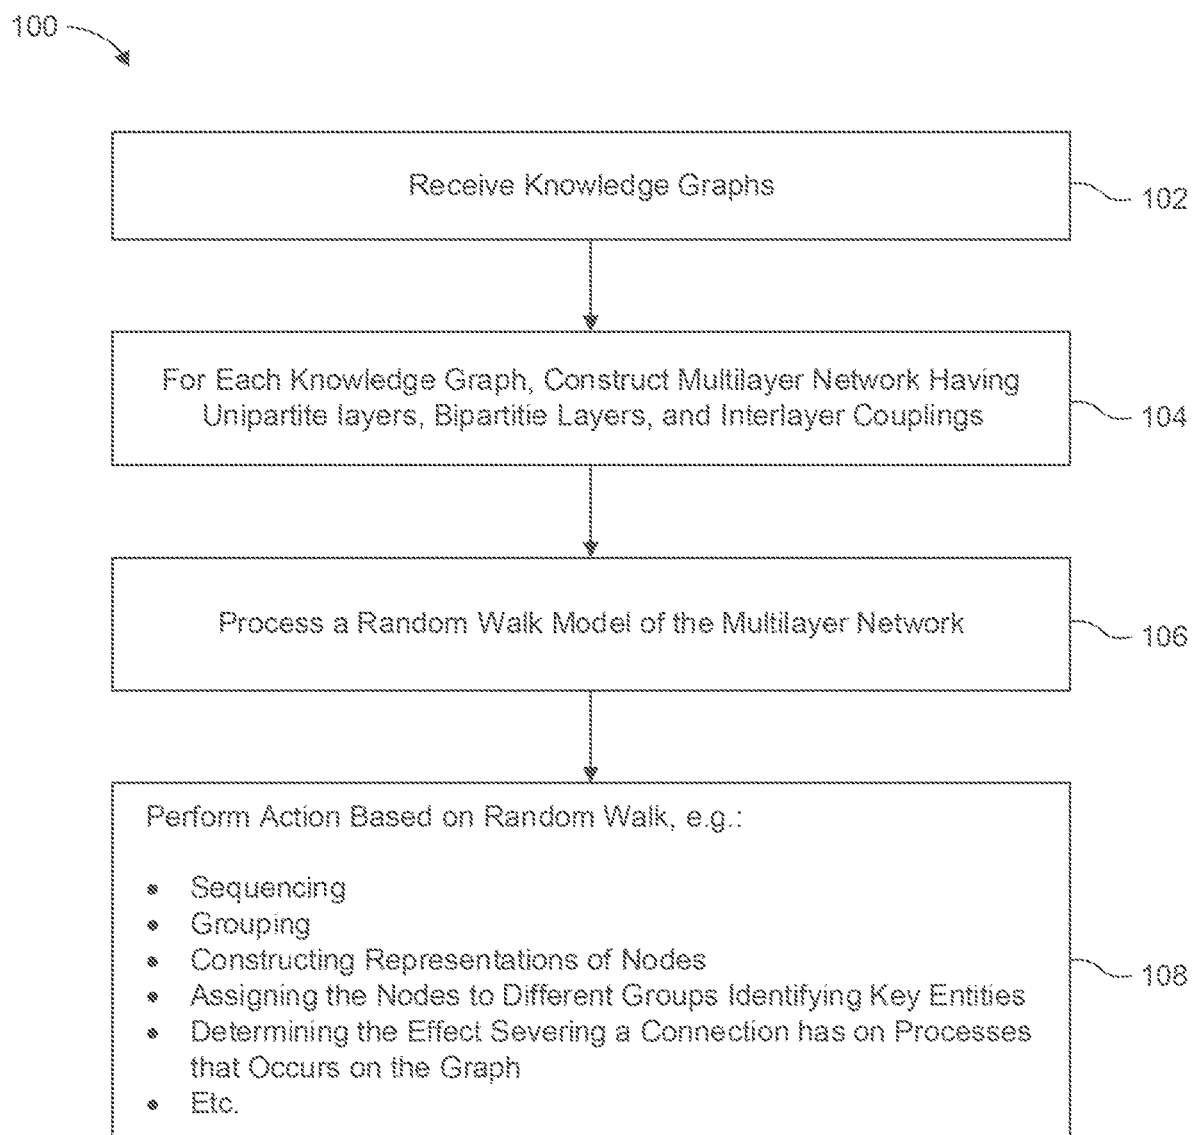 100
Receive Knowledge Graphs
102
For Each Knowledge Graph, Construct Multilayer Network Having
Unipartite layers, Bipartitie Layers, and Interlayer Couplings
104
Process a Random Walk Model of the Multilayer Network
106
Perform Action Based on Random Walk, e.g.:
• Sequencing
• Grouping
• Constructing Representations of Nodes
• Assigning the Nodes to Different Groups Identifying Key Entities
• Determining the Effect Severing a Connection has on Processes
that Occurs on the Graph
• Etc.
108